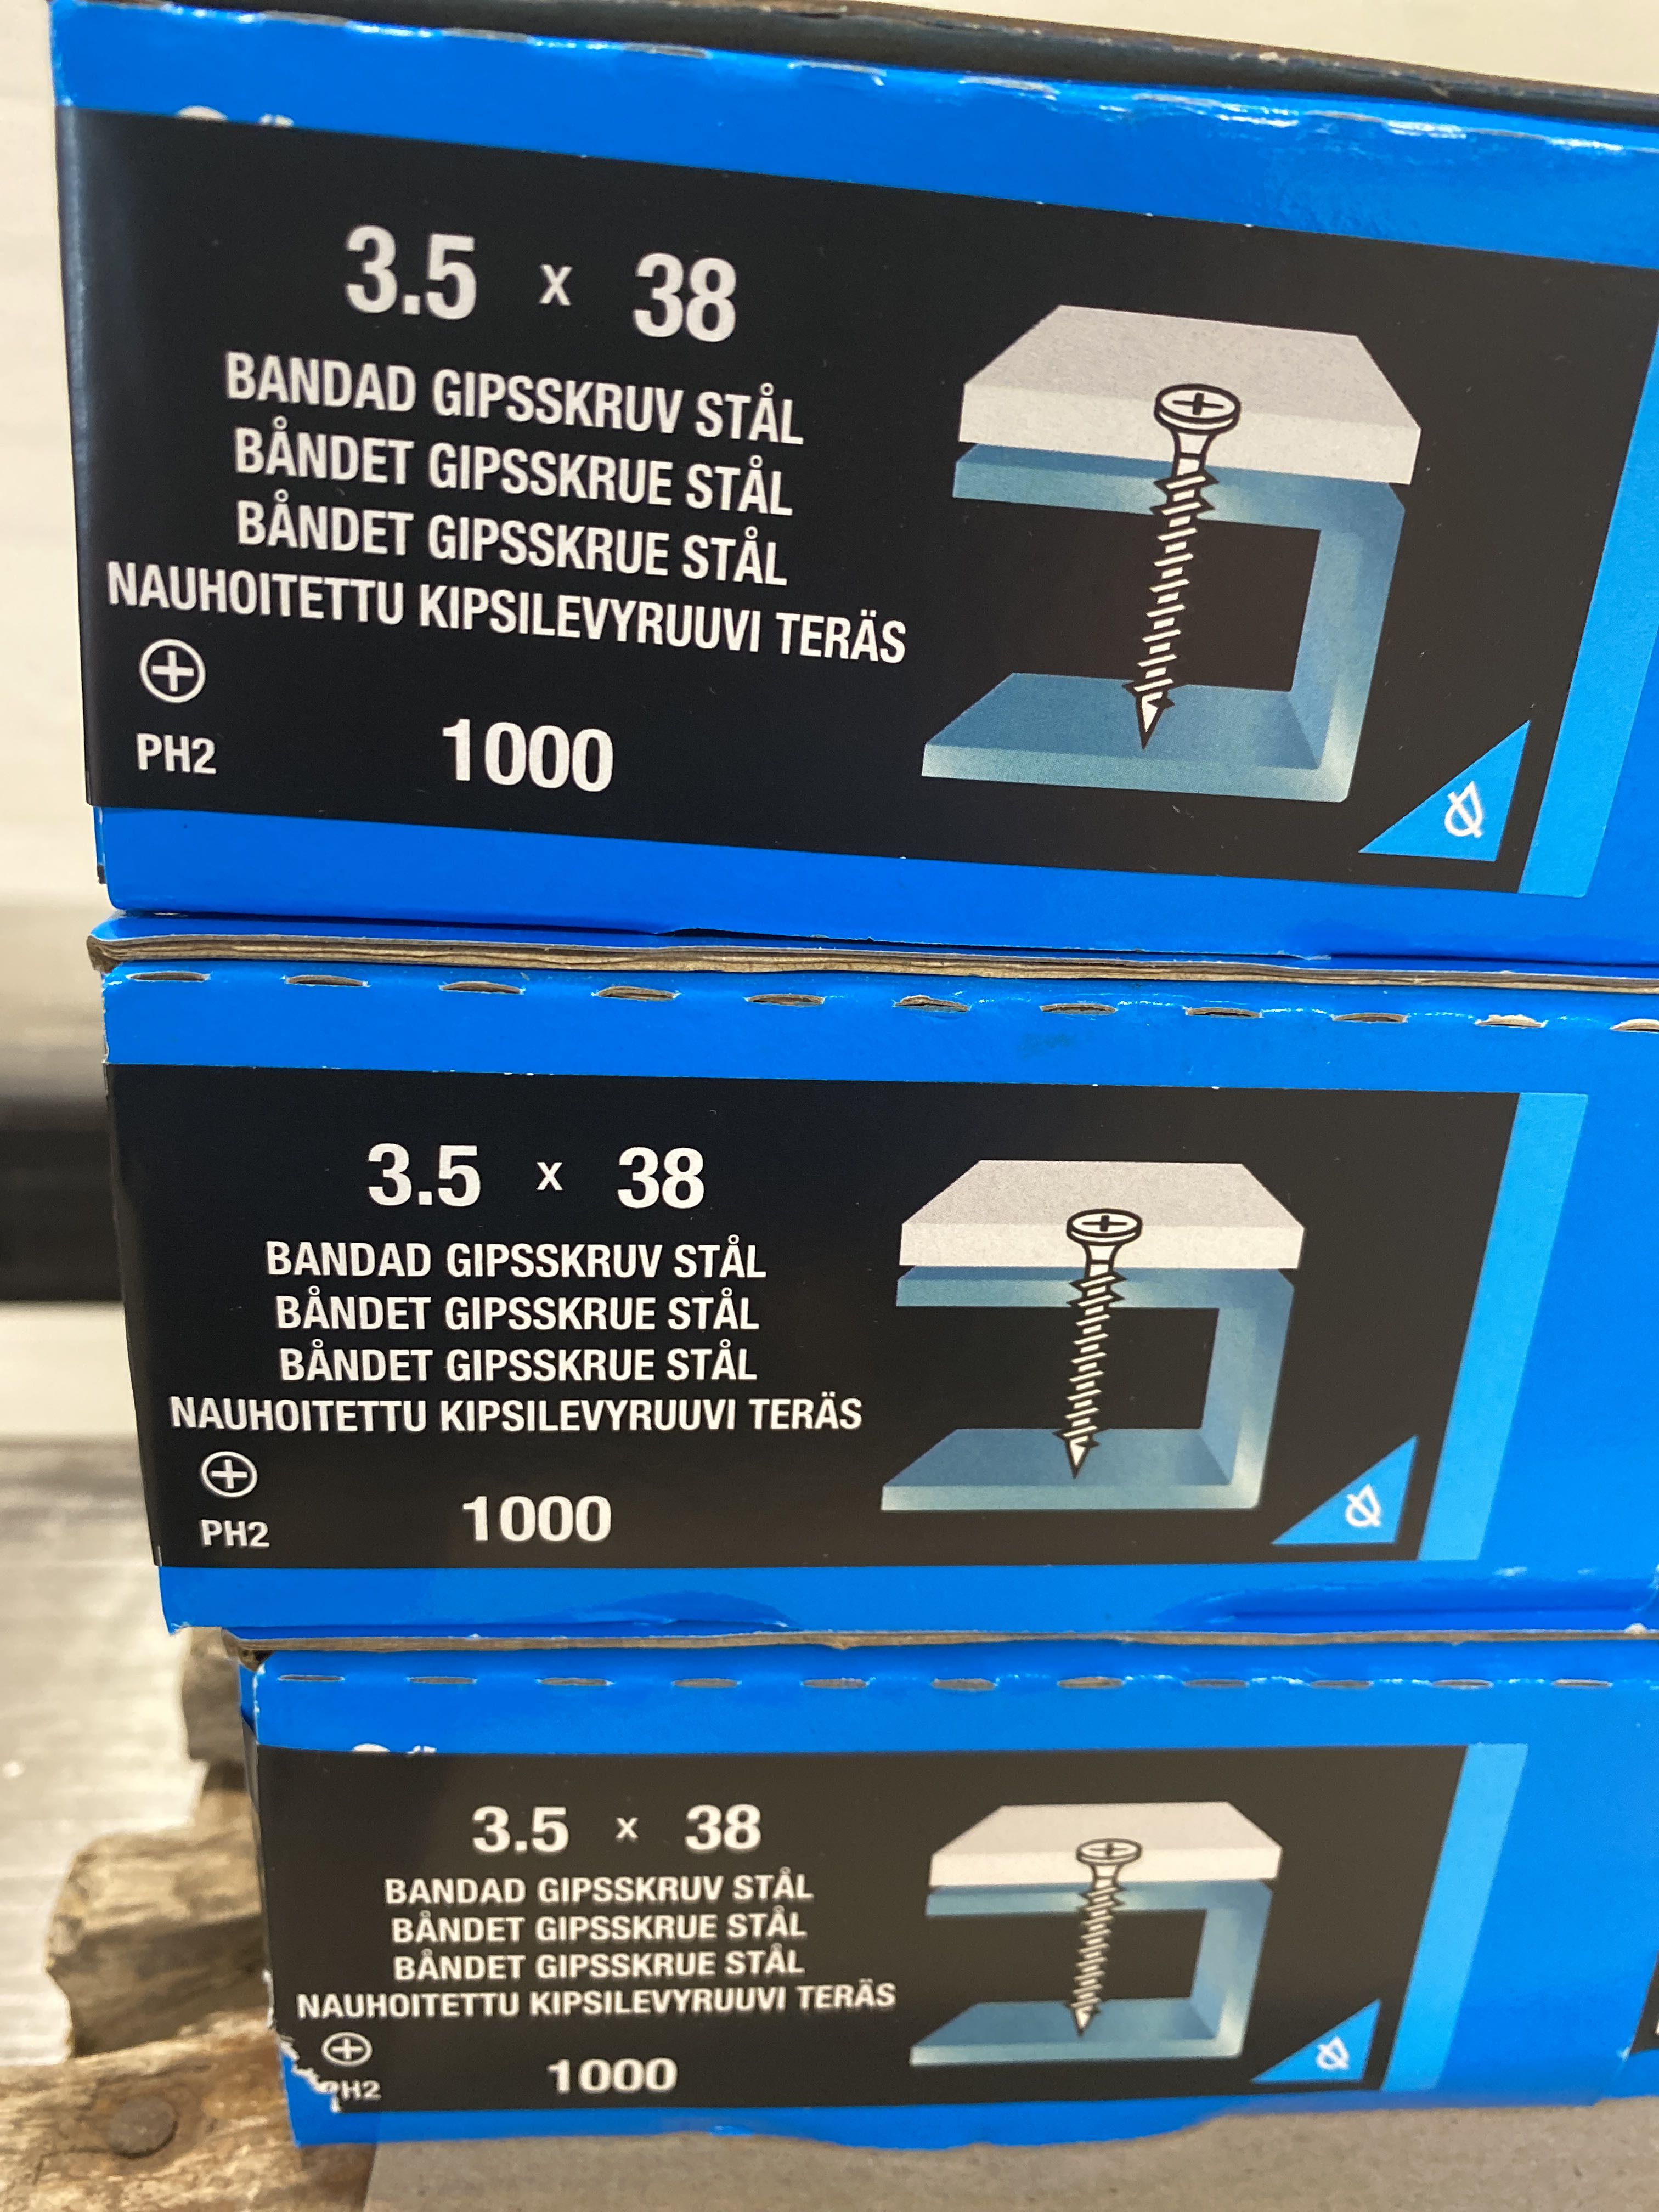 3.5 x 38
BANDAD GIPSSKRUV STÅL
BÅNDET GIPSSKRUE STÅL
BÅNDET GIPSSKRUE STÅL
NAUHOITETTU KIPSILEVYRUUVI TERÄS
PH2
1000
3.5 x 38
BANDAD GIPSSKRUV STÅL
BÅNDET GIPSSKRUE STÅL
BÅNDET GIPSSKRUE STÅL
NAUHOITETTU KIPSILEVYRUUVI TERÄS
PH2
1000
3.5 x 38
BANDAD GIPSSKRUV STÅL
BÅNDET GIPSSKRUE STÅL
BÅNDET GIPSSKRUE STÅL
NAUHOITETTU KIPSILEVYRUUVI TERÄS
PH2
1000